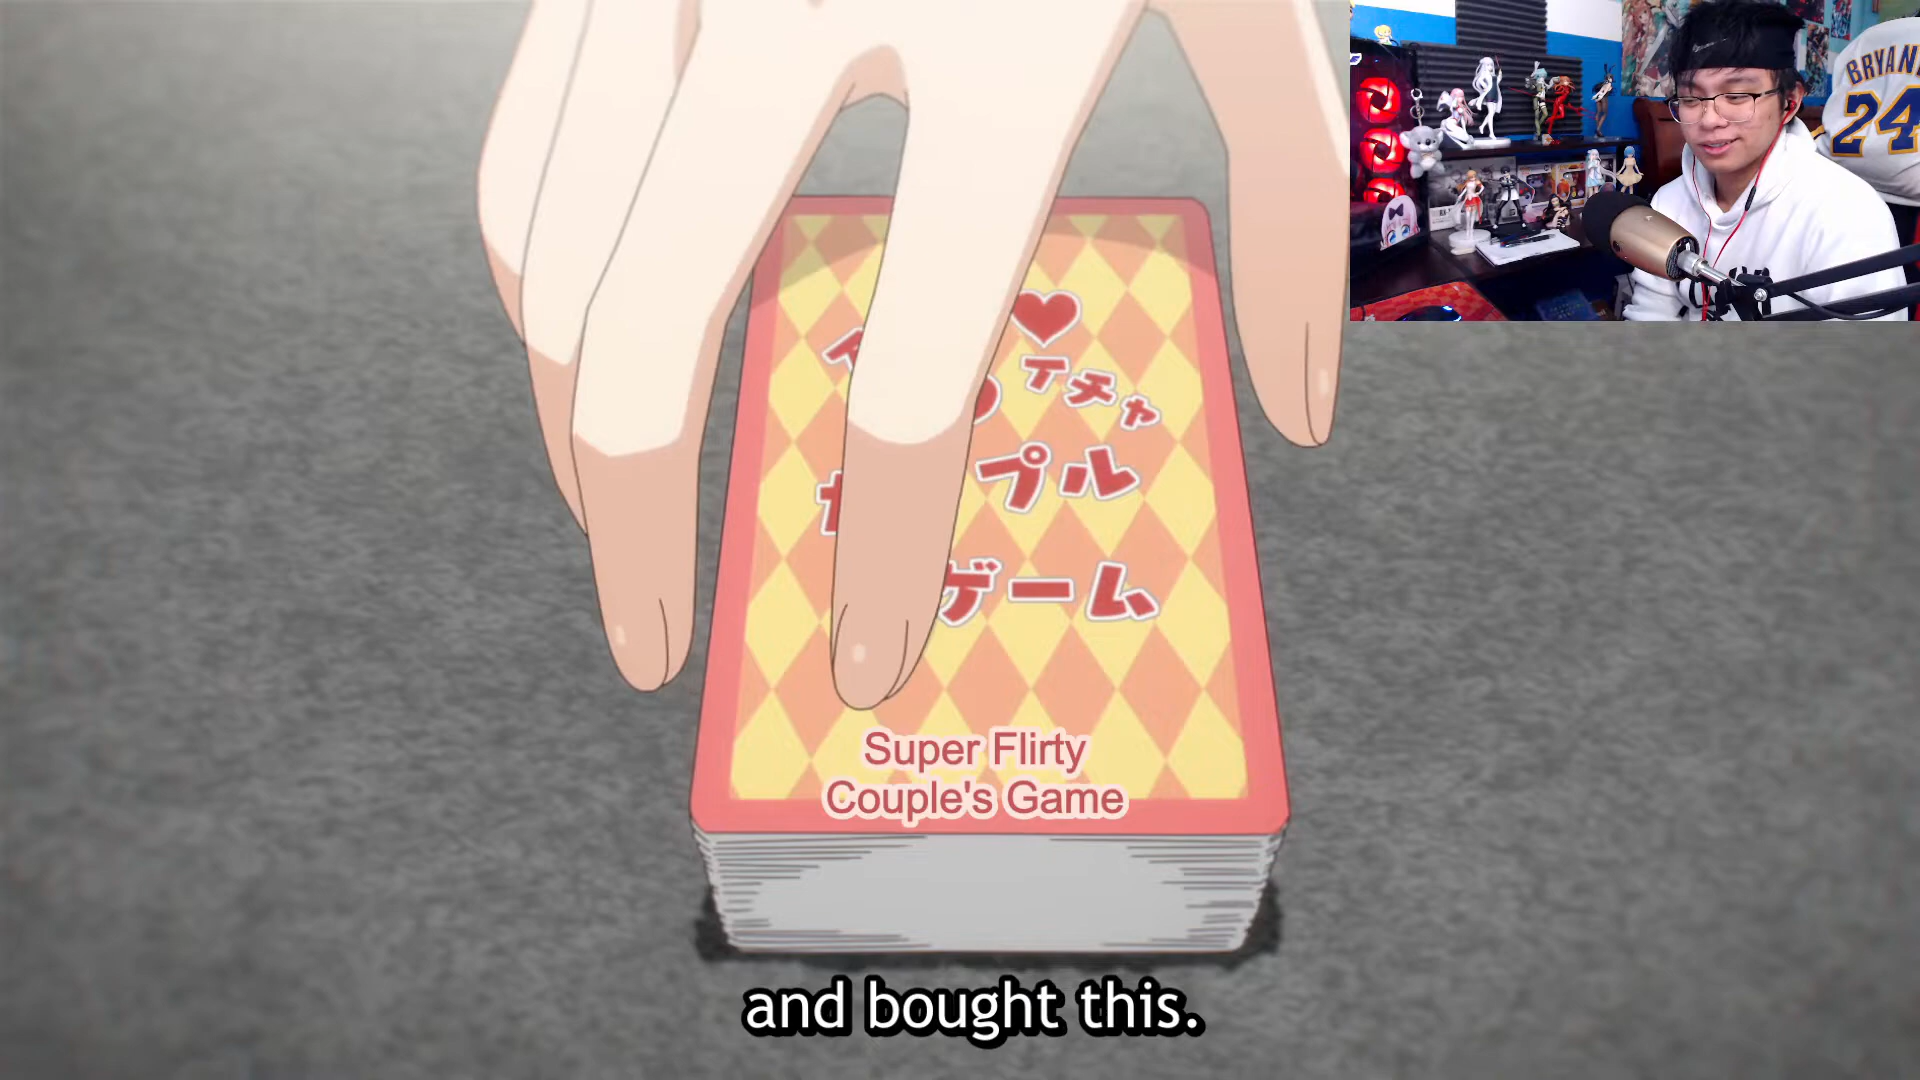 イチャ
プル
ゲーム
Super Flirty
Couple's Game
and bought this.
BRYAN
24